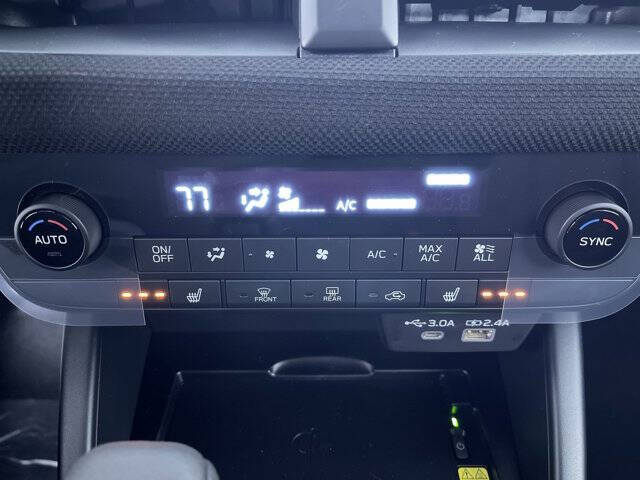 77 A/C
AUTO
SYNC
ON/OFF A/C MAX A/C ALL
FRONT REAR
3.0A 2.4A